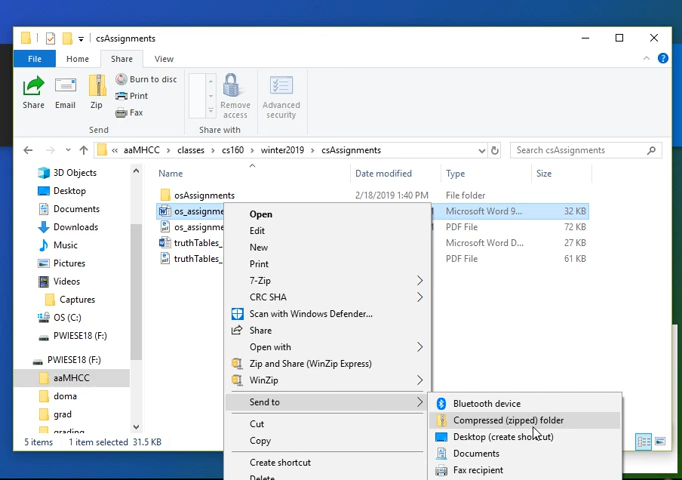 csAssignments
File Home Share View
Share Email Zip Burn to disc Print Fax Remove access Advanced security
Send Share with
aaMHCC classes cs160 winter2019 csAssignments Search csAssignments
3D Objects
Desktop
Documents
Downloads
Music
Pictures
Videos
Captures
OS (C:)
PWIESE18 (F:)
PWIESE18 (F:)
aaMHCC
doma
grad
grading
Name Date modified Type Size
osAssignments 2/18/2019 1:40 PM File folder
os_assignme Microsoft Word 9... 32 KB
os_assignme PDF File 72 KB
truthTables_ Microsoft Word D... 27 KB
truthTables_ PDF File 61 KB
Open
Edit
New
Print
7-Zip
CRC SHA
Scan with Windows Defender...
Share
Open with
Zip and Share (WinZip Express)
WinZip
Send to
Cut
Copy
Create shortcut
Delete
Bluetooth device
Compressed (zipped) folder
Desktop (create shortcut)
Documents
Fax recipient
5 items 1 item selected 31.5 KB